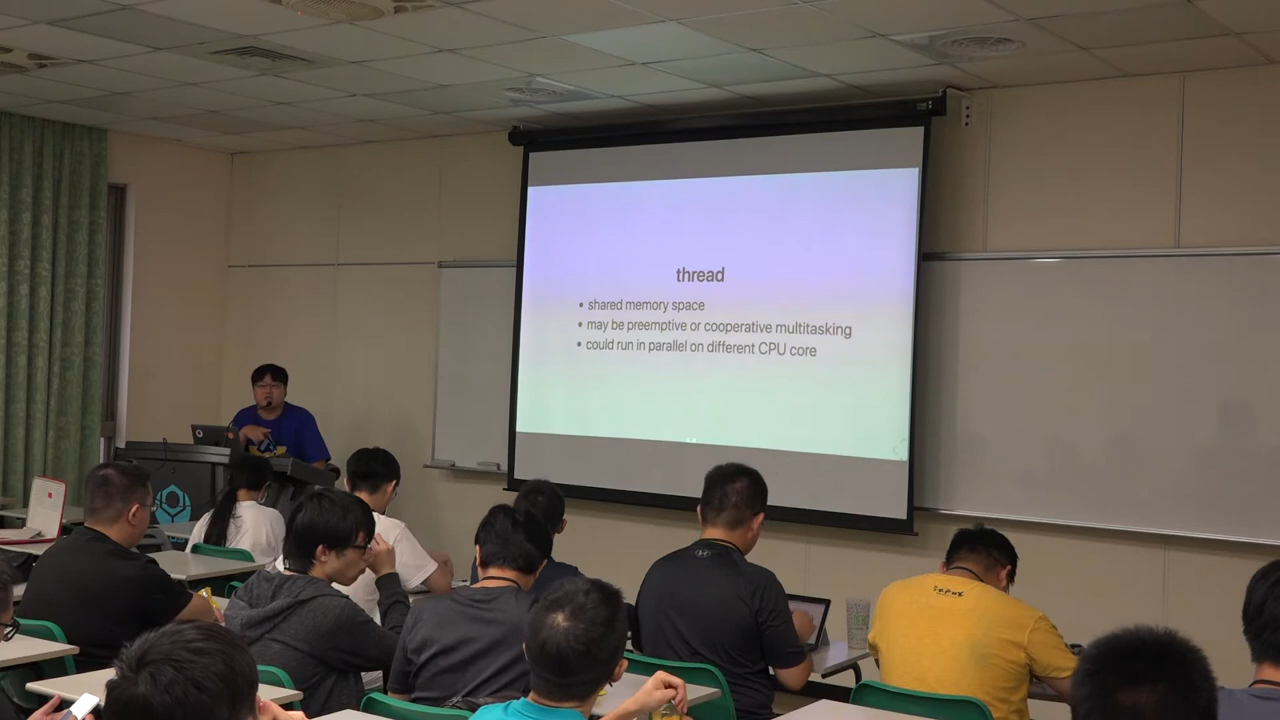 thread
• shared memory space
• may be preemptive or cooperative multitasking
• could run in parallel on different CPU core